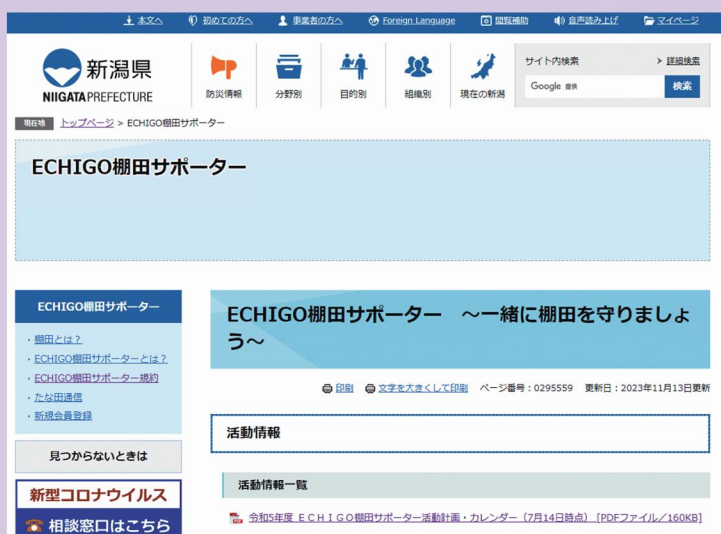 本文へ 初めての方へ 事業者の方へ Foreign Language 閲覧補助 音声読み上げ マイページ
新潟県
NIIGATA PREFECTURE
防災情報 分野別 目的別 組織別 現在の新潟
サイト内検索 > 詳細検索
Google 提供 検索
現在地 トップページ > ECHIGO棚田サポーター
ECHIGO棚田サポーター
ECHIGO棚田サポーター
・棚田とは？
・ECHIGO棚田サポーターとは？
・ECHIGO棚田サポーター規約
・たな田通信
・新規会員登録
見つからないときは
新型コロナウイルス
相談窓口はこちら
ECHIGO棚田サポーター ～一緒に棚田を守りましょ
う～
印刷 文字を大きくして印刷 ページ番号：0295559 更新日：2023年11月13日更新
活動情報
活動情報一覧
令和5年度 ＥＣＨＩＧＯ棚田サポーター活動計画・カレンダー（7月14日時点） [PDFファイル／160KB]